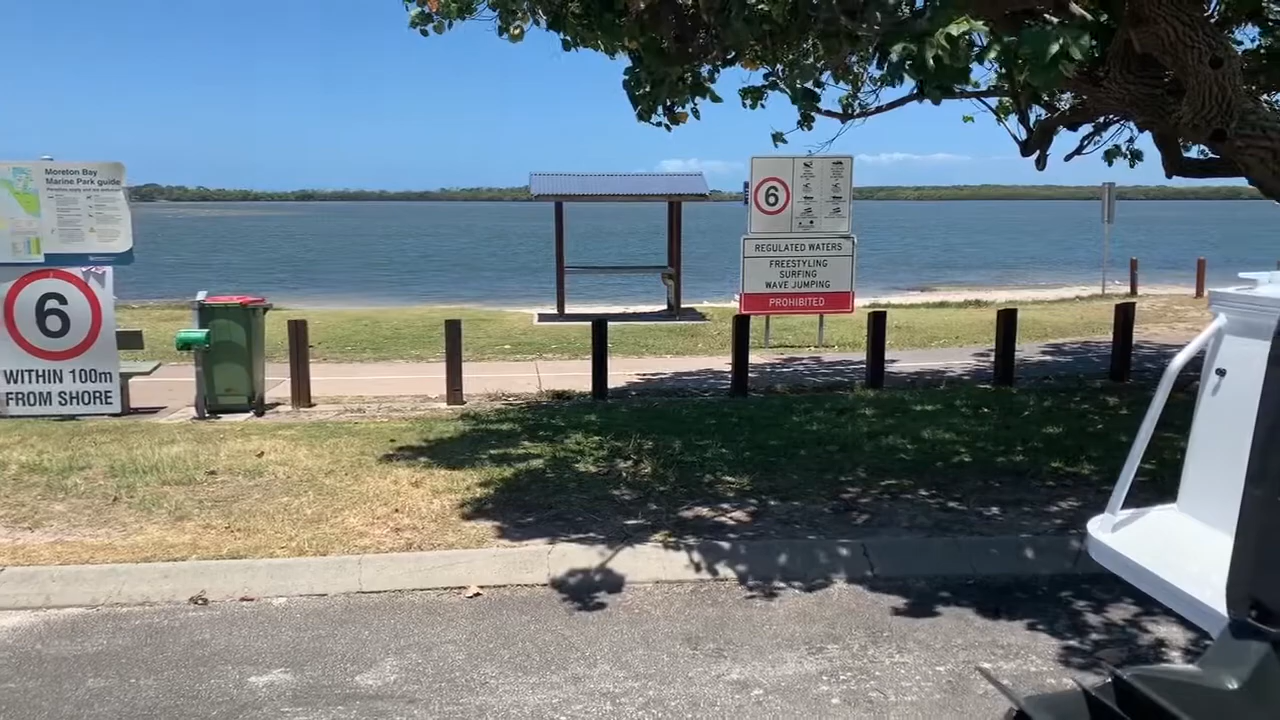 Moreton Bay
Marine Park guide
6
WITHIN 100m
FROM SHORE
6
REGULATED WATERS
FREESTYLING
SURFING
WAVE JUMPING
PROHIBITED